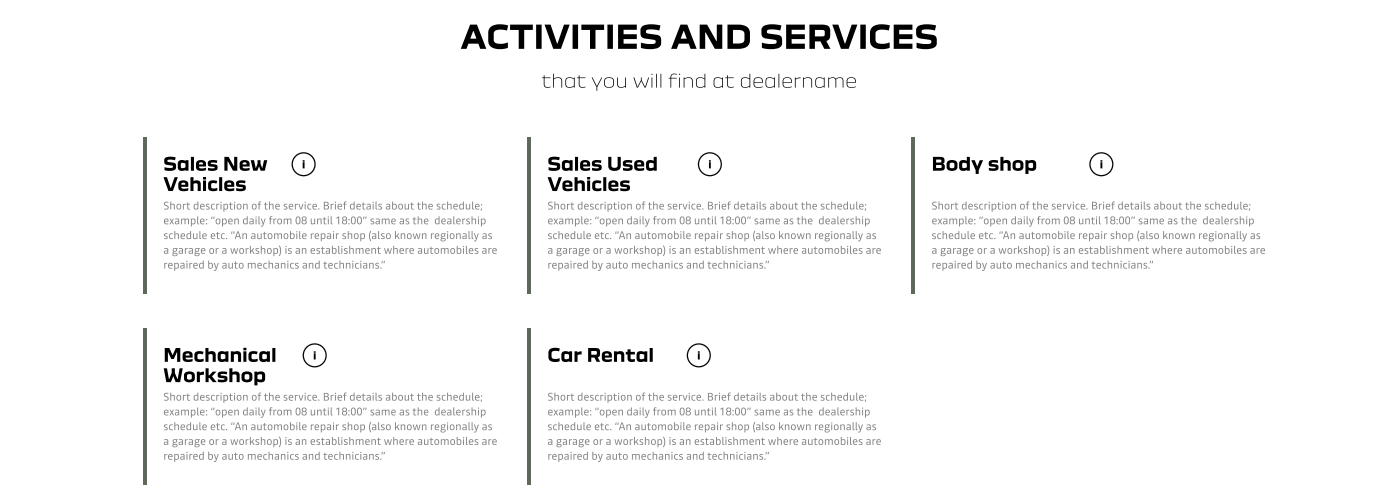 ACTIVITIES AND SERVICES
that you will find at dealername
Sales New
Vehicles
i
Short description of the service. Brief details about the schedule;
example: “open daily from 08 until 18:00” same as the  dealership
schedule etc. “An automobile repair shop (also known regionally as
a garage or a workshop) is an establishment where automobiles are
repaired by auto mechanics and technicians.”
Sales Used
Vehicles
i
Short description of the service. Brief details about the schedule;
example: “open daily from 08 until 18:00” same as the  dealership
schedule etc. “An automobile repair shop (also known regionally as
a garage or a workshop) is an establishment where automobiles are
repaired by auto mechanics and technicians.”
Body shop
i
Short description of the service. Brief details about the schedule;
example: “open daily from 08 until 18:00” same as the  dealership
schedule etc. “An automobile repair shop (also known regionally as
a garage or a workshop) is an establishment where automobiles are
repaired by auto mechanics and technicians.”
Mechanical
Workshop
i
Short description of the service. Brief details about the schedule;
example: “open daily from 08 until 18:00” same as the  dealership
schedule etc. “An automobile repair shop (also known regionally as
a garage or a workshop) is an establishment where automobiles are
repaired by auto mechanics and technicians.”
Car Rental
i
Short description of the service. Brief details about the schedule;
example: “open daily from 08 until 18:00” same as the  dealership
schedule etc. “An automobile repair shop (also known regionally as
a garage or a workshop) is an establishment where automobiles are
repaired by auto mechanics and technicians.”